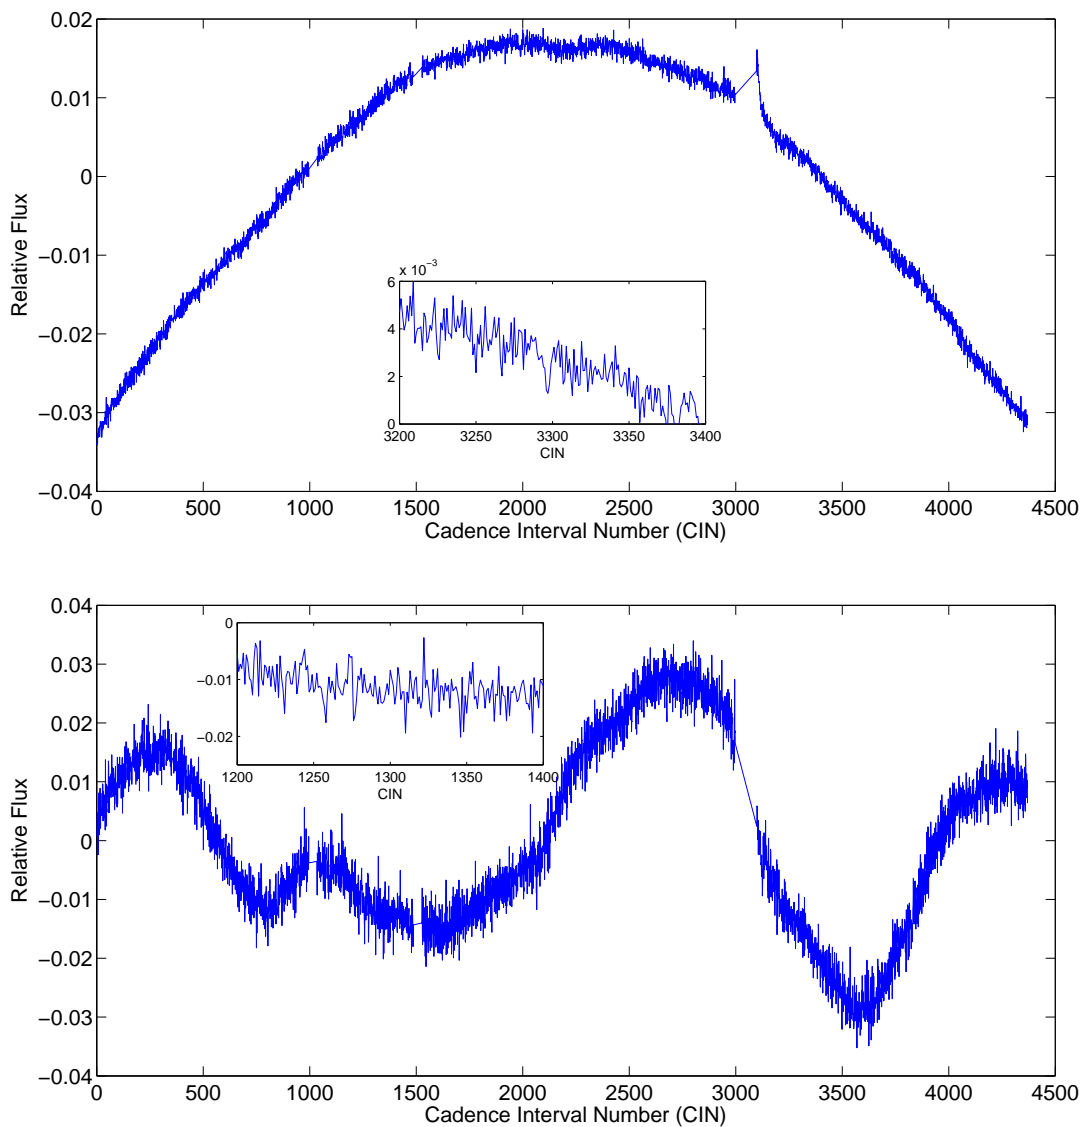 0.02
0.01
0
−0.01
−0.02
−0.03
−0.04
Relative Flux
0 500 1000 1500 2000 2500 3000 3500 4000 4500
Cadence Interval Number (CIN)
x 10⁻³
6
4
2
0
3200 3250 3300 3350 3400
CIN
0.04
0.03
0.02
0.01
0
−0.01
−0.02
−0.03
−0.04
Relative Flux
0
−0.01
−0.02
1200 1250 1300 1350 1400
CIN
0 500 1000 1500 2000 2500 3000 3500 4000 4500
Cadence Interval Number (CIN)